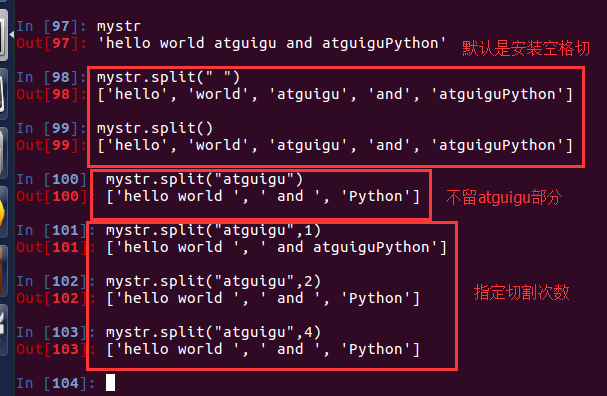 In [97]: mystr
Out[97]: 'hello world atguigu and atguiguPython'
默认是安装空格切
In [98]: mystr.split(" ")
Out[98]: ['hello', 'world', 'atguigu', 'and', 'atguiguPython']
In [99]: mystr.split()
Out[99]: ['hello', 'world', 'atguigu', 'and', 'atguiguPython']
In [100]: mystr.split("atguigu")
Out[100]: ['hello world ', ' and ', 'Python']
不留atguigu部分
In [101]: mystr.split("atguigu",1)
Out[101]: ['hello world ', ' and atguiguPython']
In [102]: mystr.split("atguigu",2)
Out[102]: ['hello world ', ' and ', 'Python']
指定切割次数
In [103]: mystr.split("atguigu",4)
Out[103]: ['hello world ', ' and ', 'Python']
In [104]: